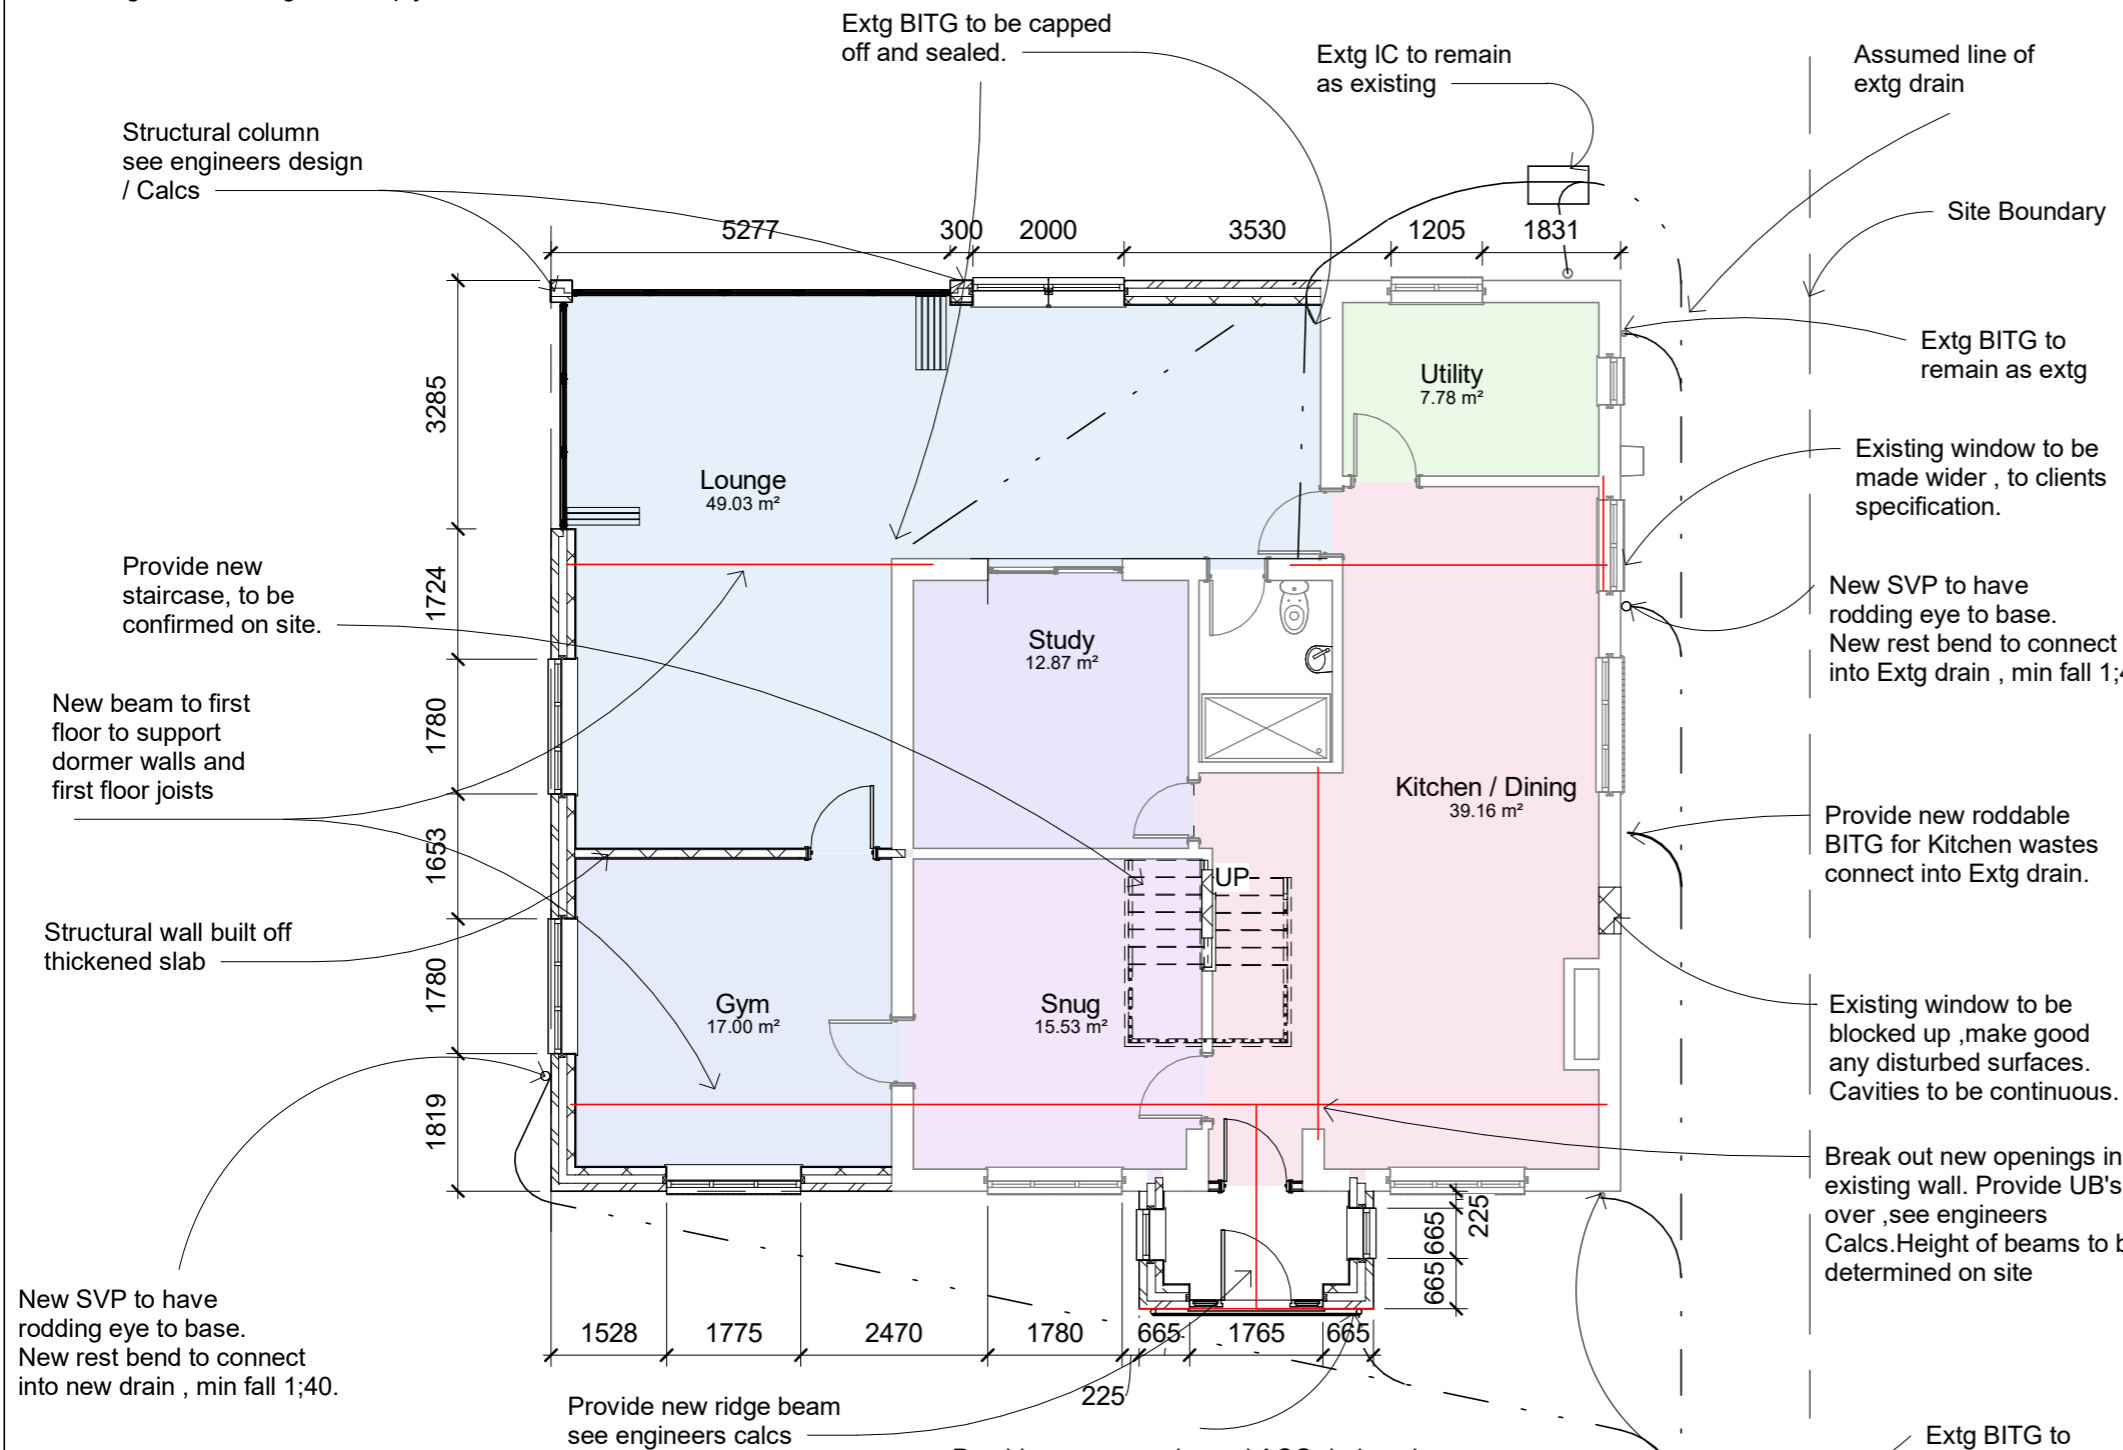 Extg BITG to be capped
off and sealed.
Extg IC to remain
as existing
Assumed line of
extg drain
Structural column
see engineers design
/ Calcs
Site Boundary
5277
300
2000
3530
1205
1831
Extg BITG to
remain as extg
3285
1724
1780
1653
1780
1819
Utility
7.78 m²
Lounge
49.03 m²
Existing window to be
made wider , to clients
specification.
Provide new
staircase, to be
confirmed on site.
Study
12.87 m²
New SVP to have
rodding eye to base.
New rest bend to connect
into Extg drain , min fall
New beam to first
floor to support
dormer walls and
first floor joists
Kitchen / Dining
39.16 m²
Provide new roddable
BITG for Kitchen wastes
connect into Extg drain.
UP
Structural wall built off
thickened slab
Gym
17.00 m²
Snug
15.53 m²
Existing window to be
blocked up ,make good
any disturbed surfaces.
Cavities to be continuous.
Break out new openings in
existing wall. Provide UB's
over ,see engineers
Calcs.Height of beams to
determined on site
225
665
665
New SVP to have
rodding eye to base.
New rest bend to connect
into new drain , min fall 1;40.
1528
1775
2470
1780
665
1765
665
225
Provide new ridge beam
see engineers calcs
Extg BITG to